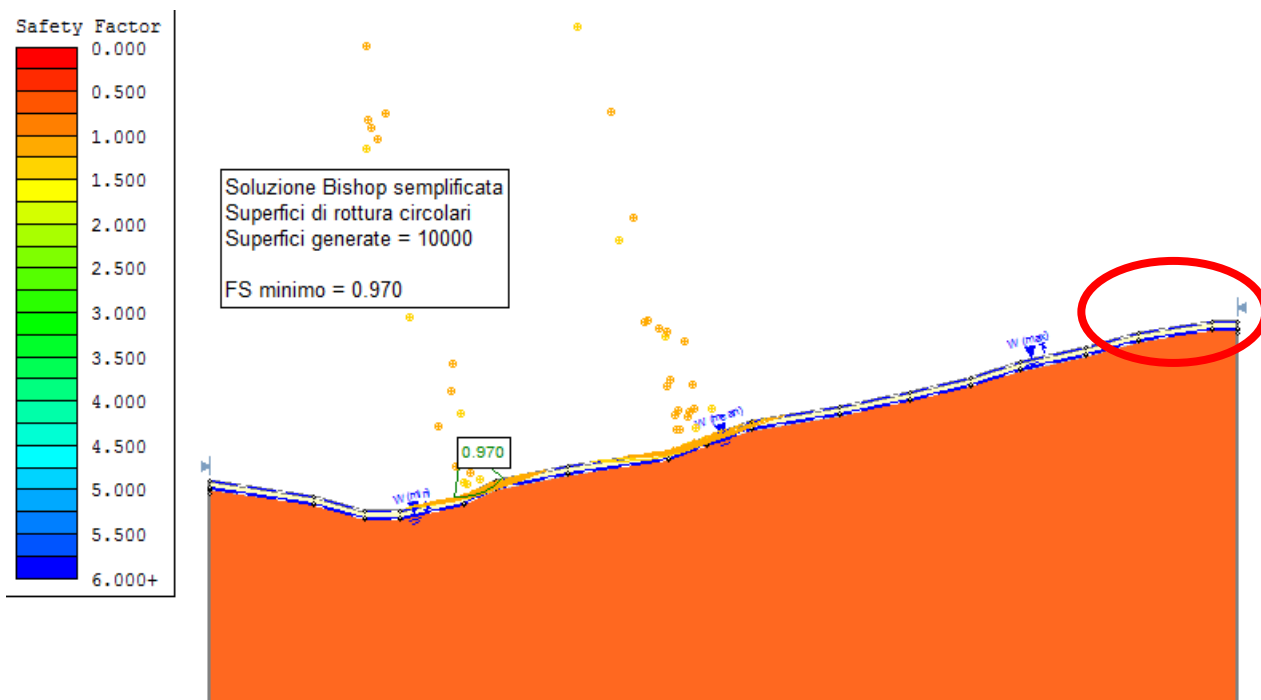 Safety Factor
0.000
0.500
1.000
1.500
2.000
2.500
3.000
3.500
4.000
4.500
5.000
5.500
6.000+
Soluzione Bishop semplificata
Superfici di rottura circolari
Superfici generate = 10000
FS minimo = 0.970
W (max)
W (mean)
0.970
W (min)